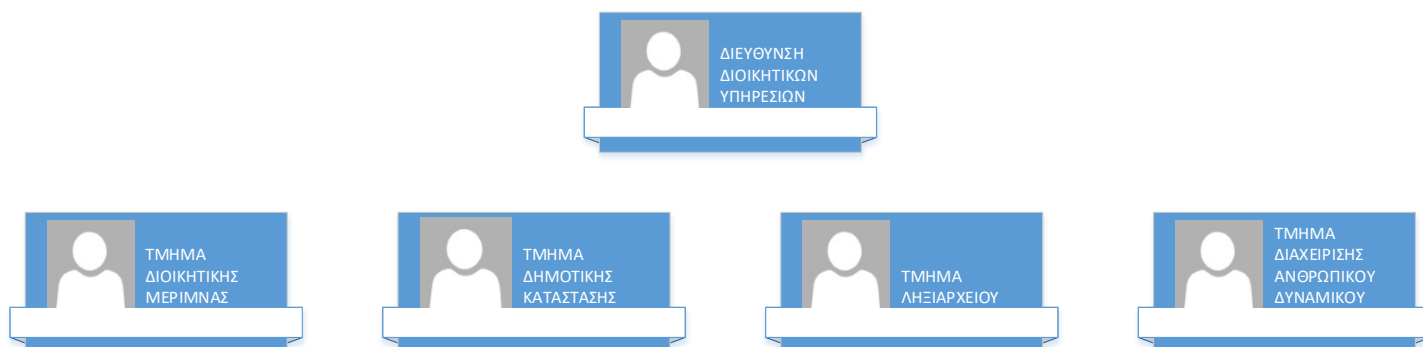 ΔΙΕΥΘΥΝΣΗ
ΔΙΟΙΚΗΤΙΚΩΝ
ΥΠΗΡΕΣΙΩΝ
ΤΜΗΜΑ
ΔΙΟΙΚΗΤΙΚΗΣ
ΜΕΡΙΜΝΑΣ
ΤΜΗΜΑ
ΔΗΜΟΤΙΚΗΣ
ΚΑΤΑΣΤΑΣΗΣ
ΤΜΗΜΑ
ΛΗΞΙΑΡΧΕΙΟΥ
ΤΜΗΜΑ
ΔΙΑΧΕΙΡΙΣΗΣ
ΑΝΘΡΩΠΙΚΟΥ
ΔΥΝΑΜΙΚΟΥ